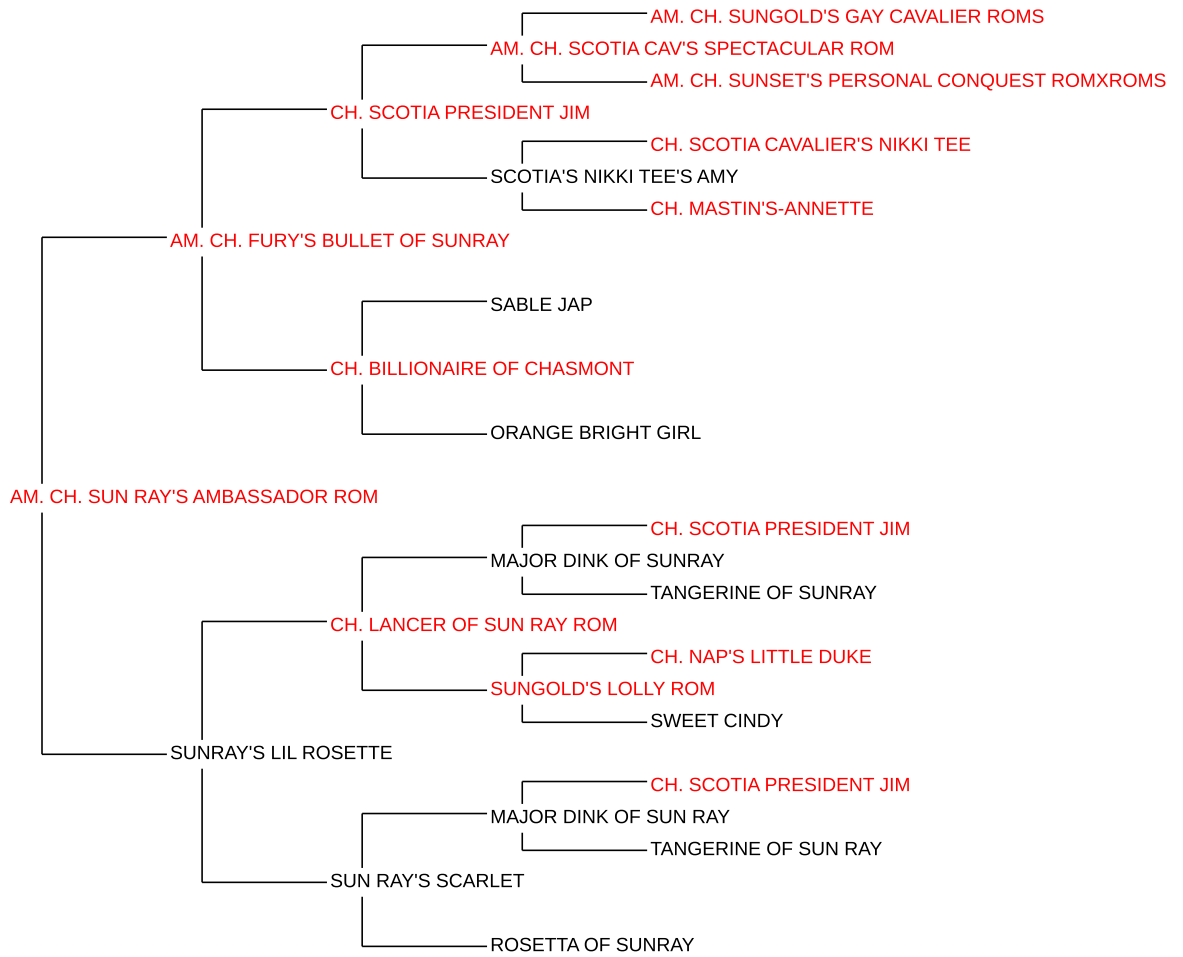 AM. CH. SUNGOLD'S GAY CAVALIER ROMS
AM. CH. SCOTIA CAV'S SPECTACULAR ROM
AM. CH. SUNSET'S PERSONAL CONQUEST ROMXROMS
CH. SCOTIA PRESIDENT JIM
CH. SCOTIA CAVALIER'S NIKKI TEE
SCOTIA'S NIKKI TEE'S AMY
CH. MASTIN'S-ANNETTE
AM. CH. FURY'S BULLET OF SUNRAY
SABLE JAP
CH. BILLIONAIRE OF CHASMONT
ORANGE BRIGHT GIRL
AM. CH. SUN RAY'S AMBASSADOR ROM
CH. SCOTIA PRESIDENT JIM
MAJOR DINK OF SUNRAY
TANGERINE OF SUNRAY
CH. LANCER OF SUN RAY ROM
CH. NAP'S LITTLE DUKE
SUNGOLD'S LOLLY ROM
SWEET CINDY
SUNRAY'S LIL ROSETTE
CH. SCOTIA PRESIDENT JIM
MAJOR DINK OF SUN RAY
TANGERINE OF SUN RAY
SUN RAY'S SCARLET
ROSETTA OF SUNRAY